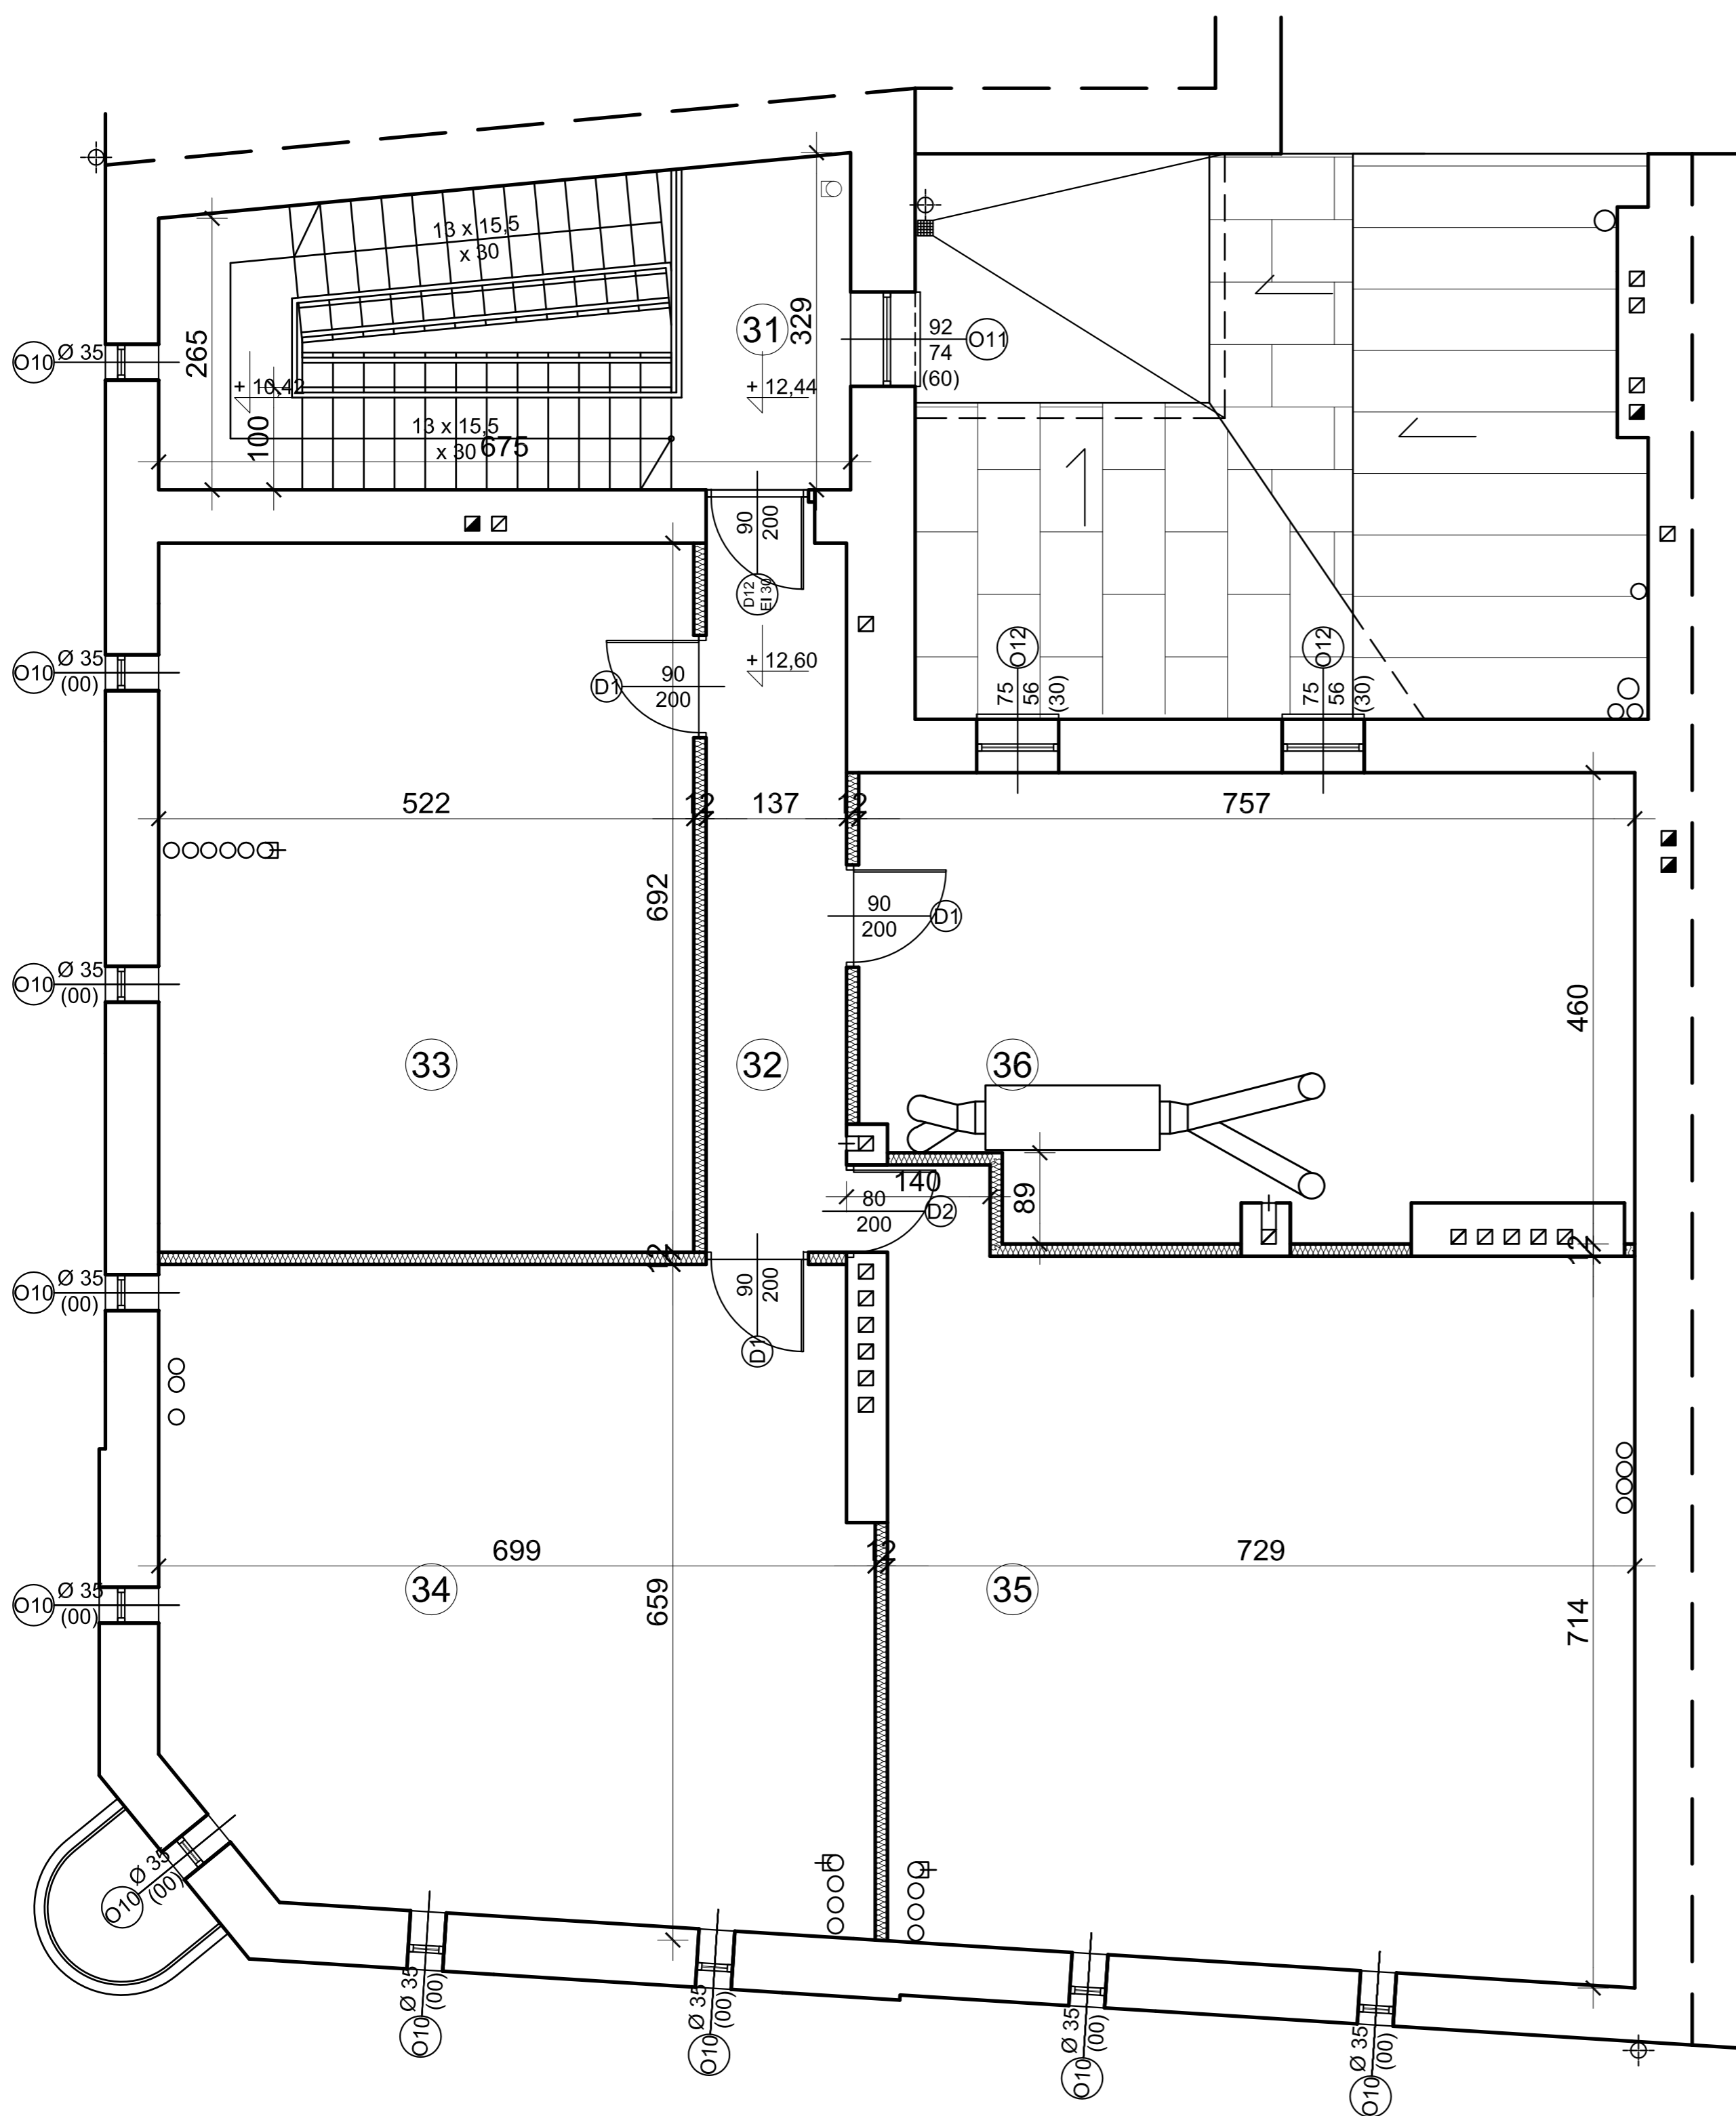 13 x 15,5
x 30
31
329
265
O10
Ø 35
92
74
(60)
O11
+ 10,42
+ 12,44
100
13 x 15,5
x 30
675
90
200
D12
EI 30
O10
Ø 35
(00)
D1
90
200
+ 12,60
75
56
(30)
O12
75
56
(30)
O12
522
12
137
12
757
692
90
200
D1
O10
Ø 35
(00)
460
33
32
36
140
89
80
200
D2
12
12
O10
Ø 35
(00)
90
200
D1
699
12
729
34
659
35
714
O10
Ø 35
(00)
O10
Ø 35
(00)
O10
Ø 35
(00)
O10
Ø 35
(00)
O10
Ø 35
(00)
O10
Ø 35
(00)